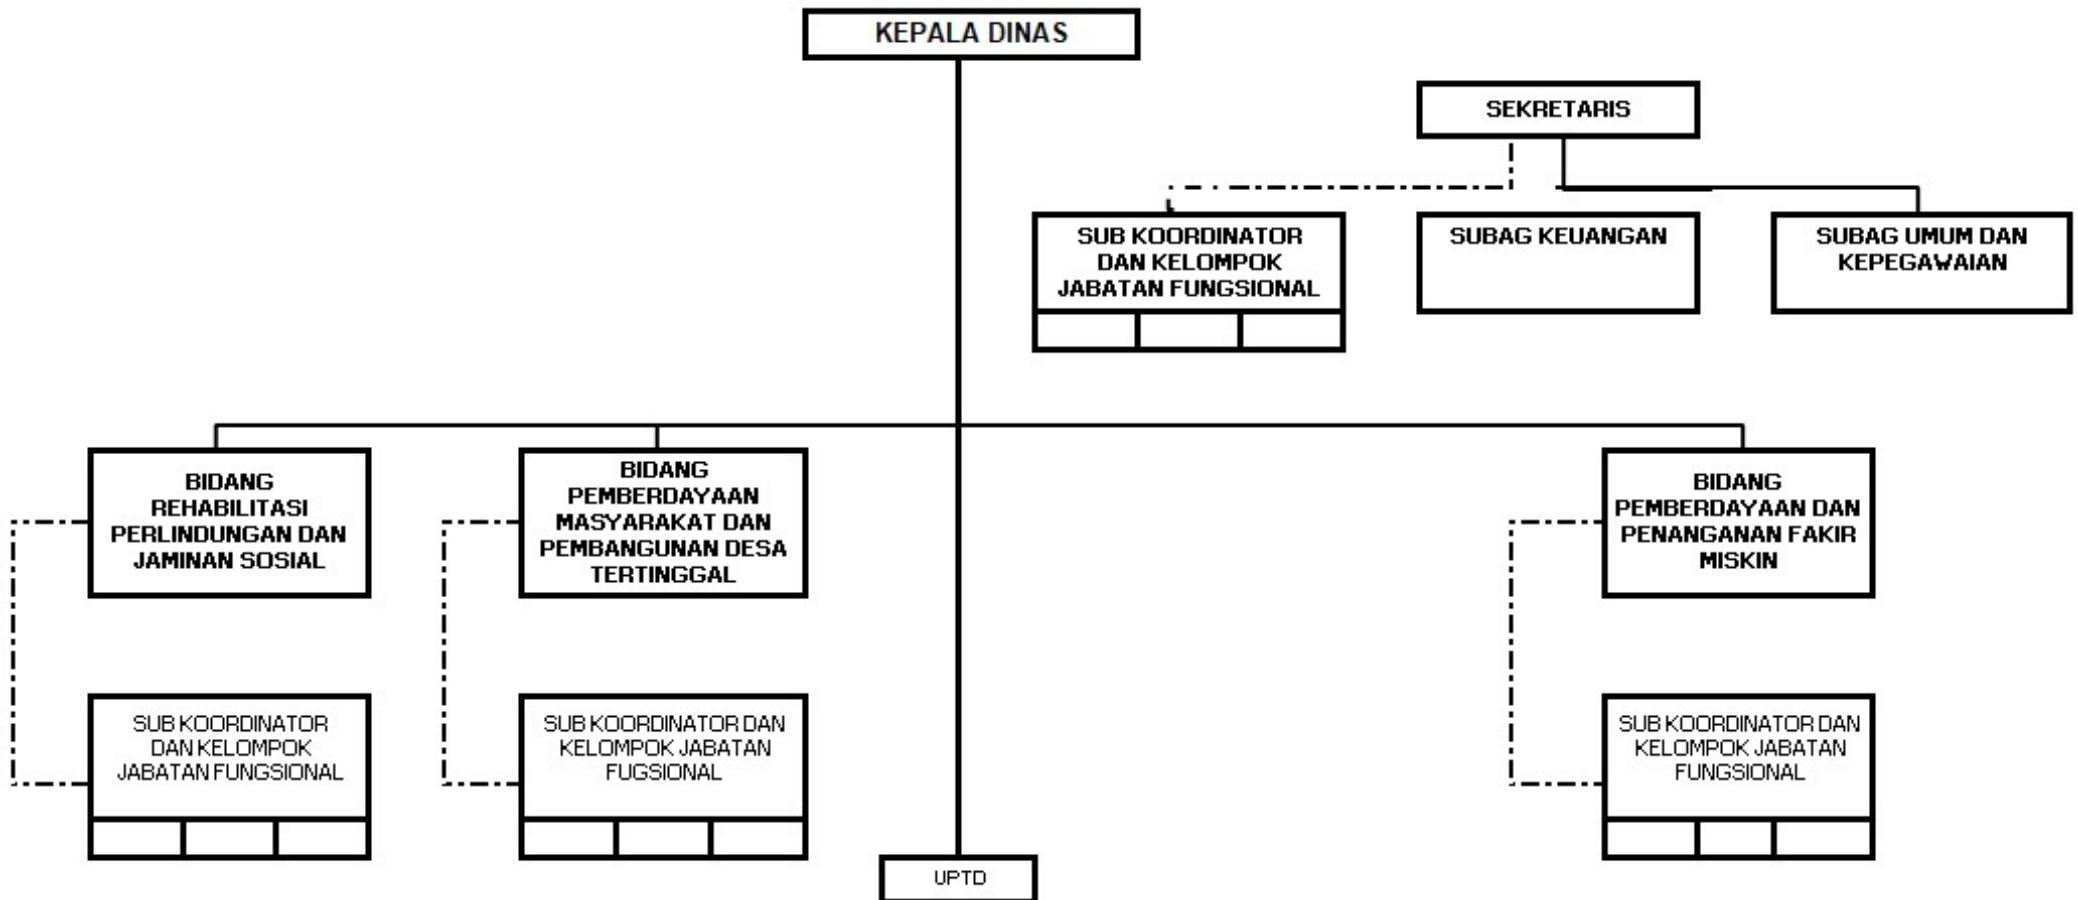 KEPALA DINAS
SEKRETARIS
SUB KOORDINATOR
DAN KELOMPOK
JABATAN FUNGSIONAL
SUBAG KEUANGAN
SUBAG UMUM DAN
KEPEGAWAIAN
BIDANG
REHABILITASI
PERLINDUNGAN DAN
JAMINAN SOSIAL
BIDANG
PEMBERDAYAAN
MASYARAKAT DAN
PEMBANGUNAN DESA
TERTINGGAL
BIDANG
PEMBERDAYAAN DAN
PENANGANAN FAKIR
MISKIN
SUB KOORDINATOR
DAN KELOMPOK
JABATAN FUNGSIONAL
SUB KOORDINATOR DAN
KELOMPOK JABATAN
FUGSIONAL
SUB KOORDINATOR DAN
KELOMPOK JABATAN
FUNGSIONAL
UPTD